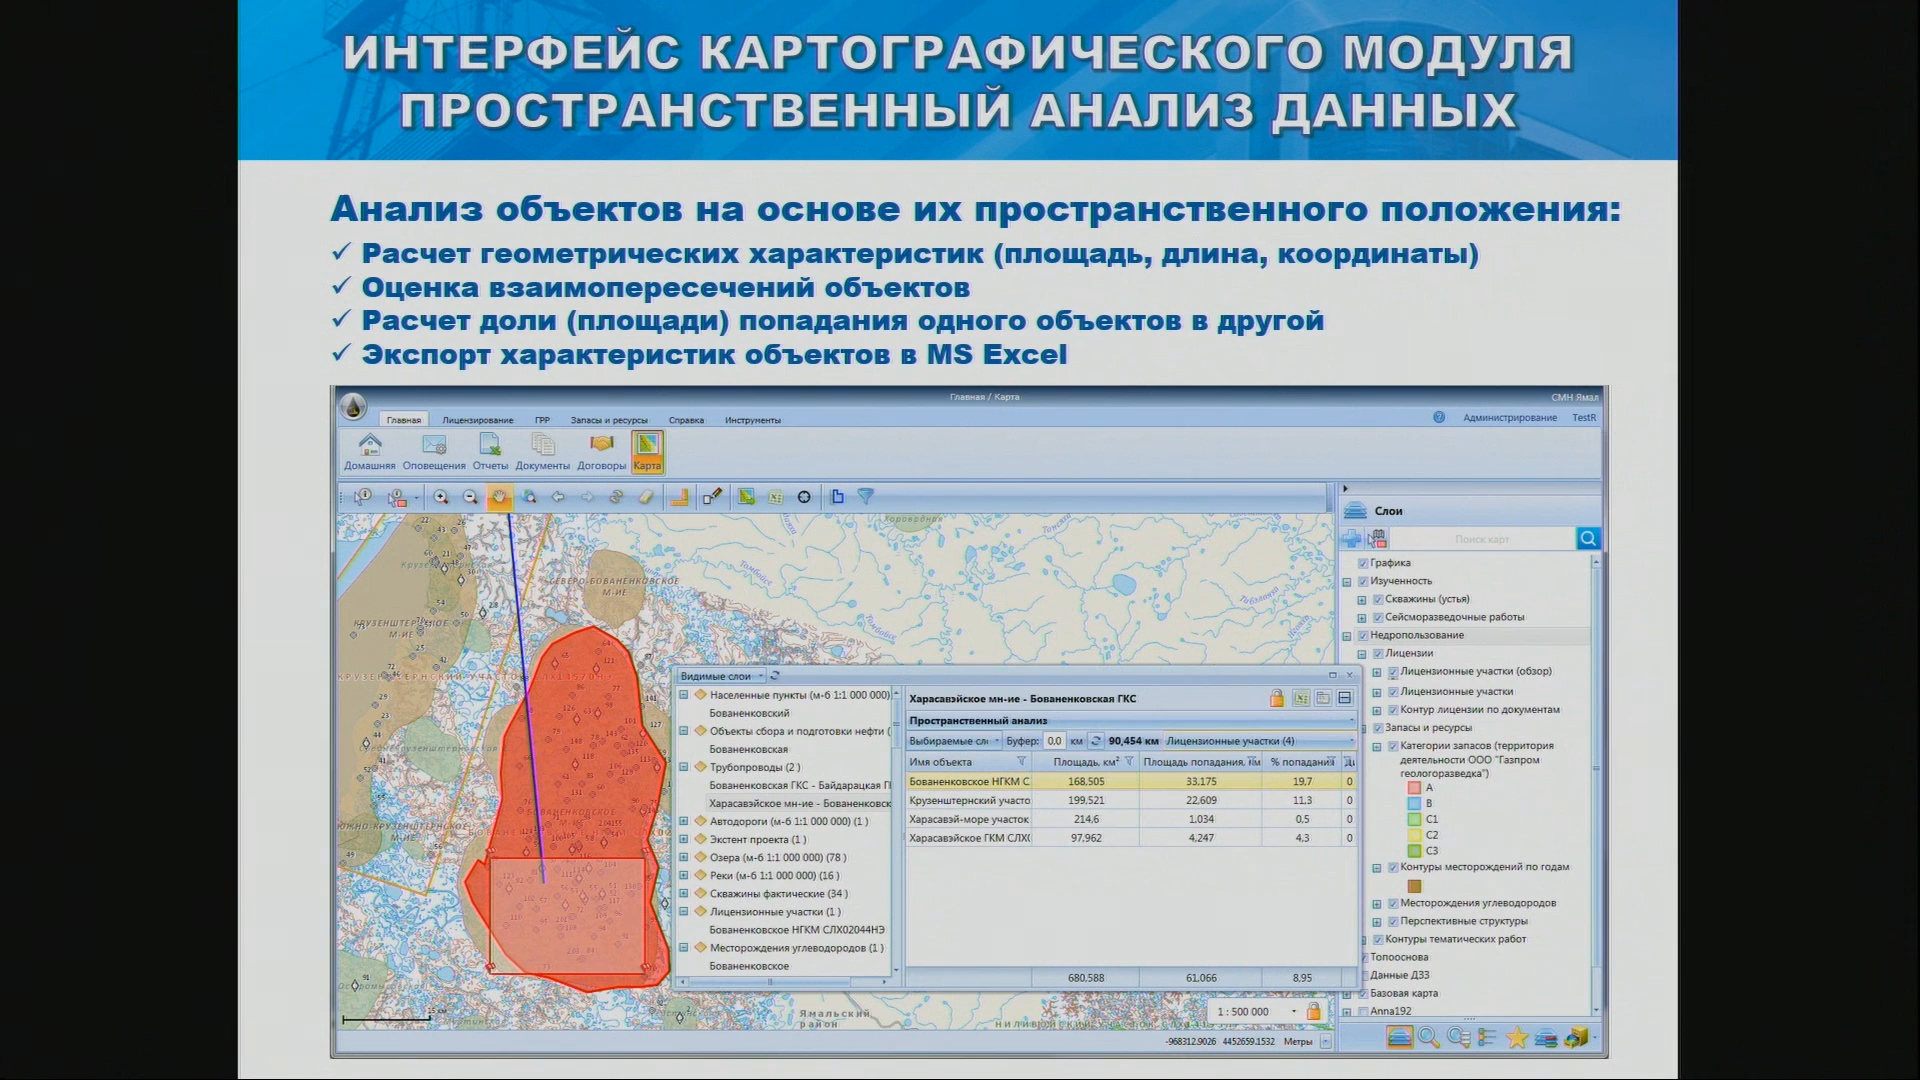 ИНТЕРФЕЙС КАРТОГРАФИЧЕСКОГО МОДУЛЯ
ПРОСТРАНСТВЕННЫЙ АНАЛИЗ ДАННЫХ
Анализ объектов на основе их пространственного положения:
✓ Расчет геометрических характеристик (площадь, длина, координаты)
✓ Оценка взаимопересечений объектов
✓ Расчет доли (площади) попадания одного объектов в другой
✓ Экспорт характеристик объектов в MS Excel
Главная / Карта
СМН Ямал
Главная Лицензирование ГРР Запасы и ресурсы Справка Инструменты
Администрирование TestR
Домашняя Оповещения Отчеты Документы Договоры Карта
Слои
Поиск карт
Графика
Изученность
Скважины (устья)
Сейсморазведочные работы
Недропользование
Лицензии
Лицензионные участки (обзор)
Лицензионные участки
Контур лицензии по документам
Запасы и ресурсы
Категории запасов (территория
деятельности ООО "Газпром
геологоразведка")
A
B
C1
C2
C3
Контуры месторождений по годам
Месторождения углеводородов
Перспективные структуры
Контуры тематических работ
Топооснова
Данные ДЗЗ
Базовая карта
Anna192
СЕВЕРО-БОВАНЕНКОВСКОЕ
М-ИЕ
КРУЗЕНШТЕРНСКОЕ
М-ИЕ
ЮЖНО-КРУЗЕНШТЕРНСКОЕ
М-ИЕ
Ямальский
район
15 км
Видимые слои
Населенные пункты (м-б 1:1 000 000)
Бованенковский
Объекты сбора и подготовки нефти (
Бованенковская
Трубопроводы (2 )
Бованенковская ГКС - Байдарацкая П
Харасавэйское мн-ие - Бованенковск
Автодороги (м-б 1:1 000 000) (1 )
Экстент проекта (1 )
Озера (м-б 1:1 000 000) (78 )
Реки (м-б 1:1 000 000) (16 )
Скважины фактические (34 )
Лицензионные участки (1 )
Бованенковское НГКМ СЛХ02044НЭ
Месторождения углеводородов (1 )
Бованенковское
Харасавэйское мн-ие - Бованенковская ГКС
Пространственный анализ
Выбираемые сл Буфер: 0,0 км 90,454 км Лицензионные участки (4)
Имя объекта Площадь, км² Площадь попадания, км % попадани
Бованенковское НГКМ С 168,505 33,175 19,7 0
Крузенштернский участо 199,521 22,609 11,3 0
Харасавэй-море участок 214,6 1,034 0,5 0
Харасавэйское ГКМ СЛХ 97,962 4,247 4,3 0
680,588 61,066 8,95
1 : 500 000
-968312.9026 4452659.1532 Метры